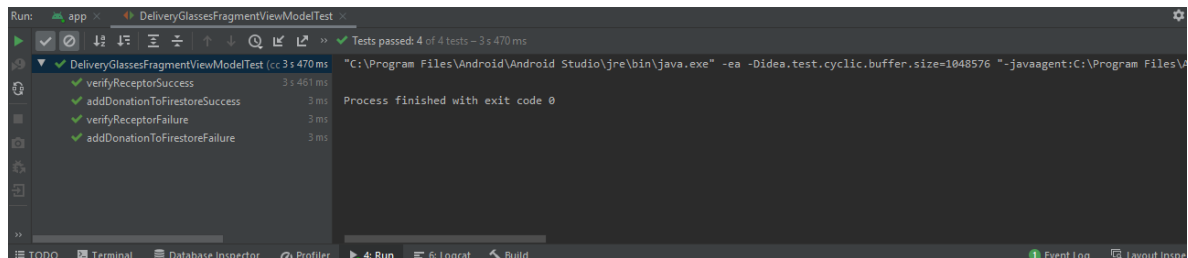 Run: app × DeliveryGlassesFragmentViewModelTest ×
» Tests passed: 4 of 4 tests – 3 s 470 ms
DeliveryGlassesFragmentViewModelTest (cc 3 s 470 ms
verifyReceptorSuccess 3 s 461 ms
addDonationToFirestoreSuccess 3 ms
verifyReceptorFailure 3 ms
addDonationToFirestoreFailure 3 ms
"C:\Program Files\Android\Android Studio\jre\bin\java.exe" -ea -Didea.test.cyclic.buffer.size=1048576 "-javaagent:C:\Program Files\A
Process finished with exit code 0
»
TODO Terminal Database Inspector Profiler 4: Run 6: Logcat Build 1 Event Log Layout Inspe